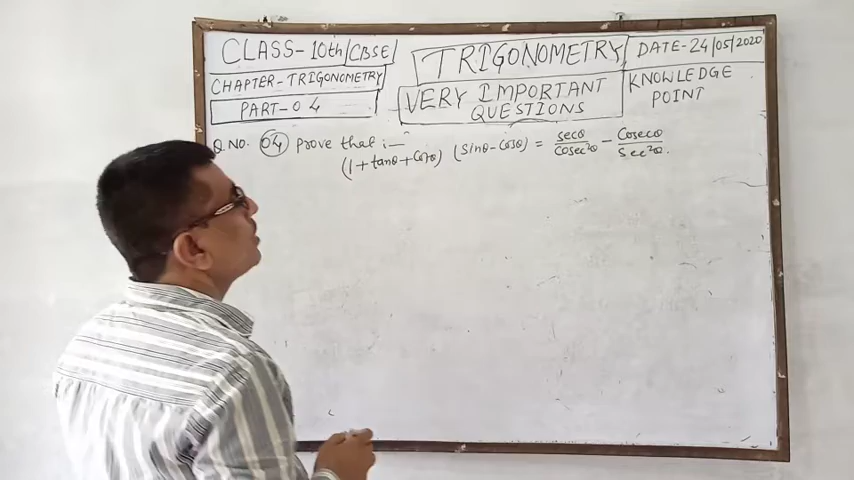 CLASS-10th/CBSE/
CHAPTER-TRIGONOMETRY
PART-04
TRIGONOMETRY
VERY IMPORTANT
QUESTIONS
DATE-24/05/2020
KNOWLEDGE
POINT
Q.NO. 04 Prove that :—
(1+tanθ+cotθ) (sinθ-cosθ) = secθ/cosec²θ - cosecθ/sec²θ.